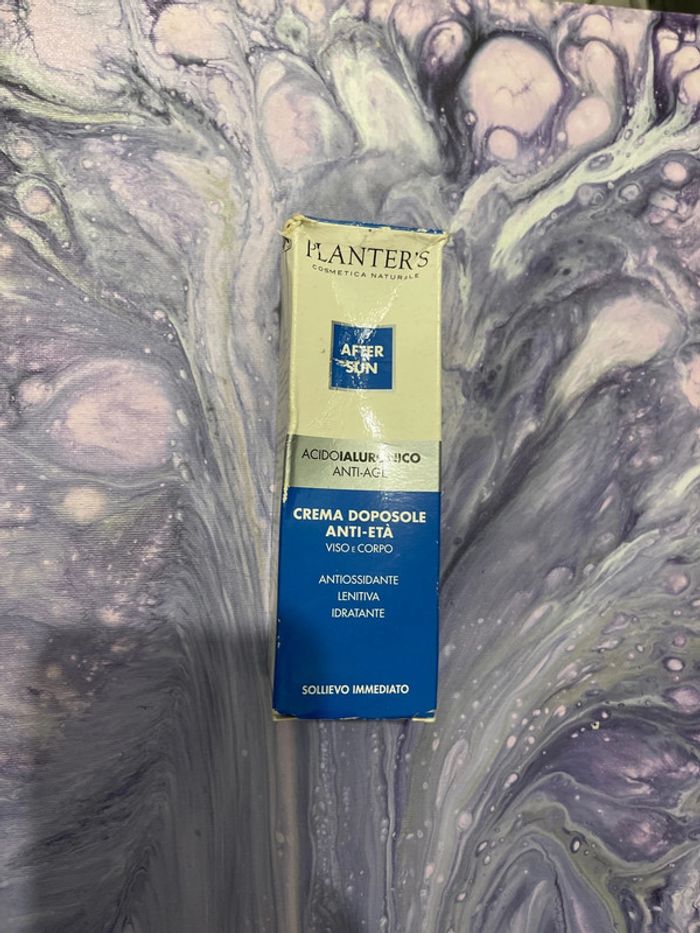 PLANTER'S
COSMETICA NATURALE
AFTER
SUN
ACIDOIALURONICO
ANTI-AGE
CREMA DOPOSOLE
ANTI-ETÀ
VISO E CORPO
ANTIOSSIDANTE
LENITIVA
IDRATANTE
SOLLIEVO IMMEDIATO